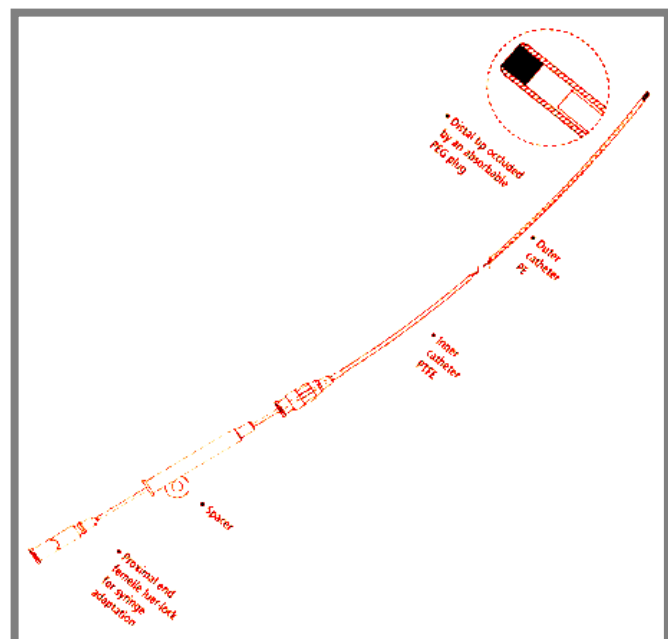 • Distal tip occluded
by an absorbable
PEG plug
• Outer
catheter
PE
• Inner
catheter
PTFE
• Spacer
• Proximal end
femelle luer-lock
for syringe
adaptation